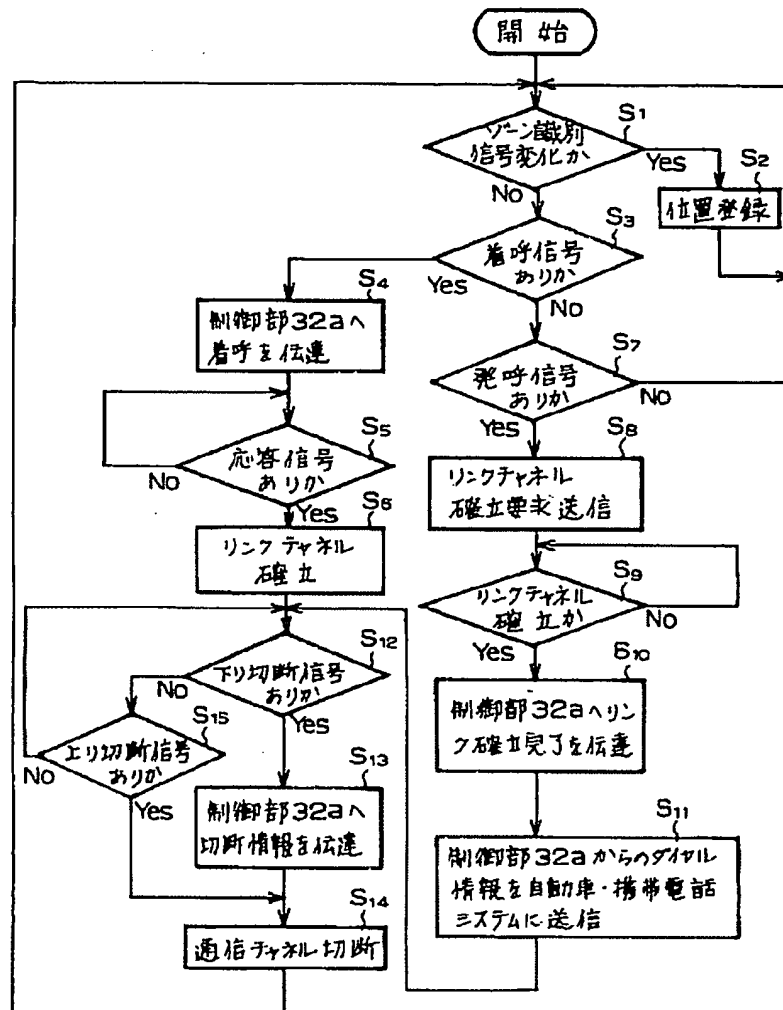 開始
S1
ゾーン識別
信号変化か
Yes
No
S2
位置登録
S3
着呼信号
ありか
Yes
No
S4
制御部32aへ
着呼を伝達
S5
応答信号
ありか
No
Yes
S6
リンクチャネル
確立
S7
発呼信号
ありか
No
Yes
S8
リンクチャネル
確立要求送信
S9
リンクチャネル
確立か
No
Yes
S10
制御部32aへリン
ク確立完了を伝達
S11
制御部32aからのダイヤル
情報を自動車・携帯電話
システムに送信
S12
下り切断信号
ありか
No
Yes
S15
上り切断信号
ありか
No
Yes
S13
制御部32aへ
切断情報を伝達
S14
通信チャネル切断